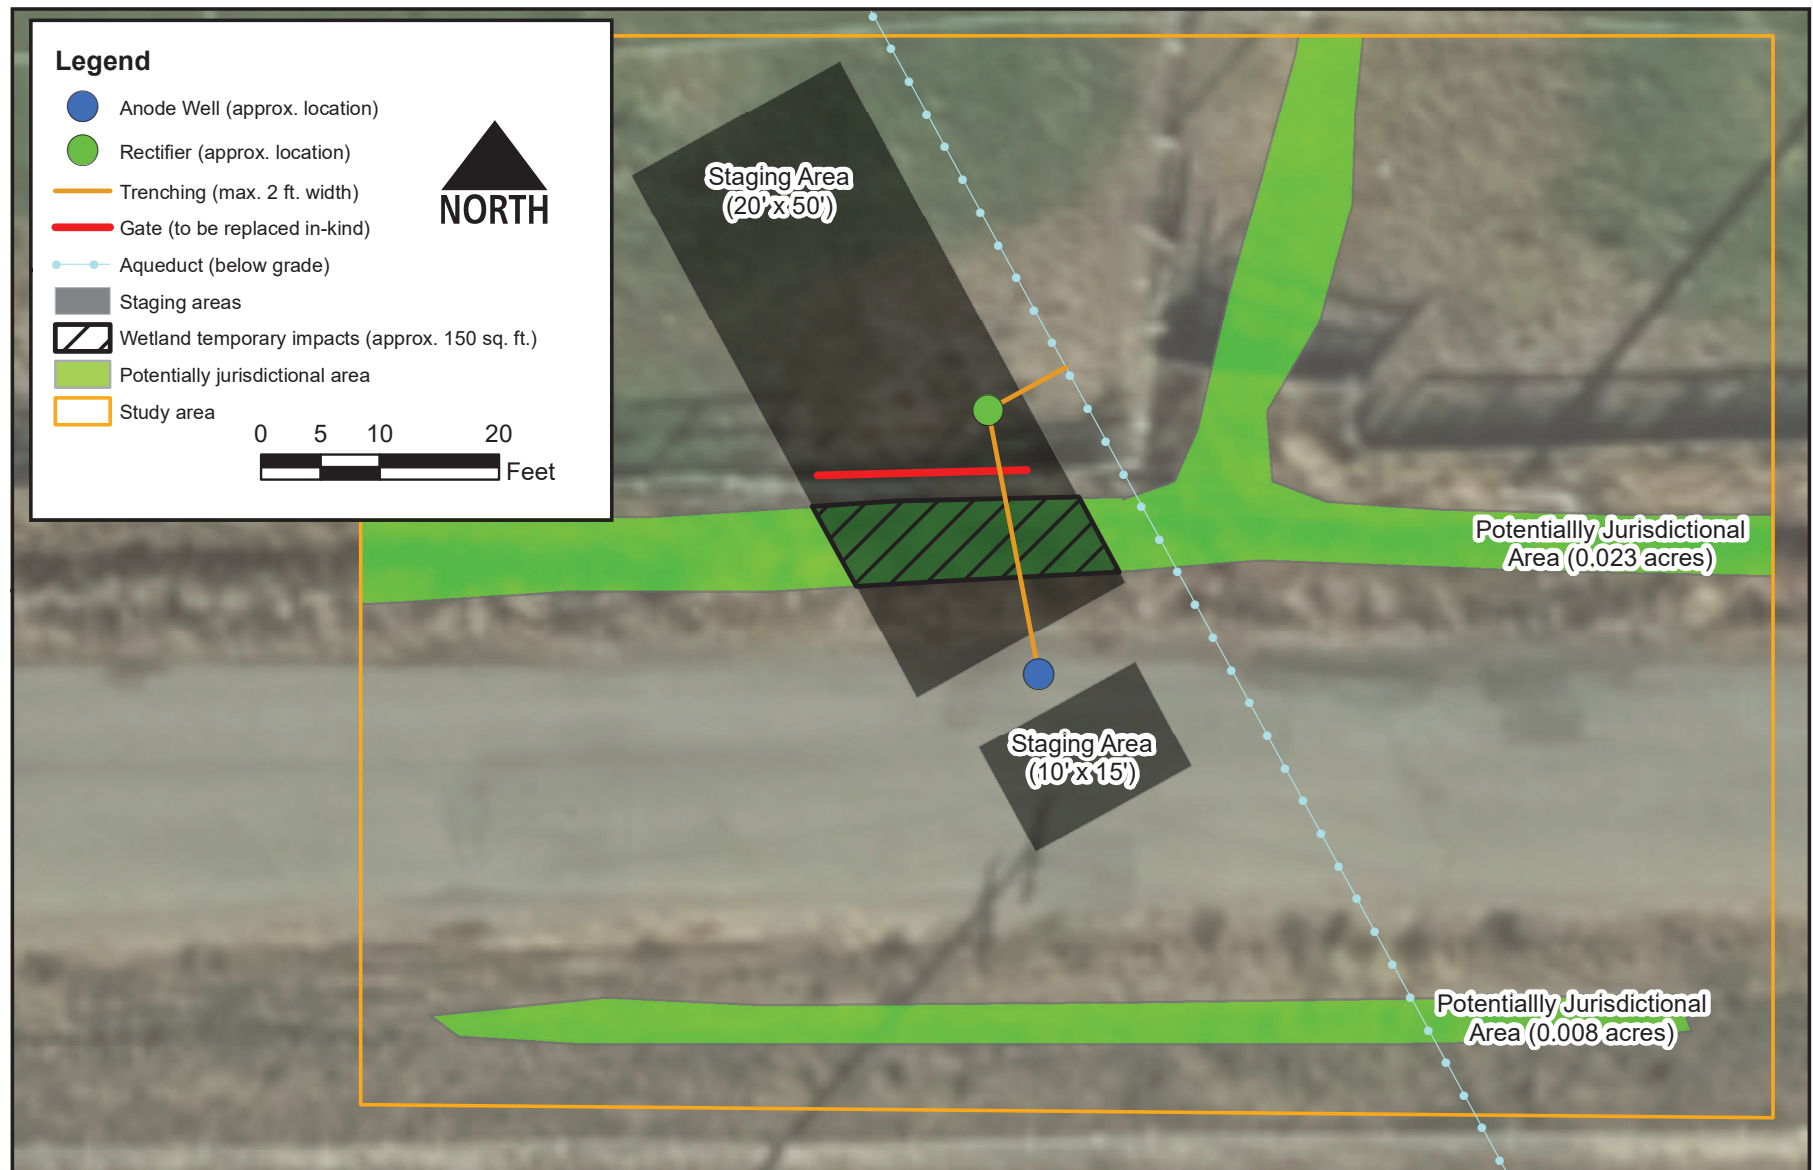 Legend
Anode Well (approx. location)
Rectifier (approx. location)
Trenching (max. 2 ft. width)
Gate (to be replaced in-kind)
Aqueduct (below grade)
Staging areas
Wetland temporary impacts (approx. 150 sq. ft.)
Potentially jurisdictional area
Study area
NORTH
0 5 10 20
Feet
Staging Area
(20' x 50')
Potentiallly Jurisdictional
Area (0.023 acres)
Staging Area
(10' x 15')
Potentiallly Jurisdictional
Area (0.008 acres)